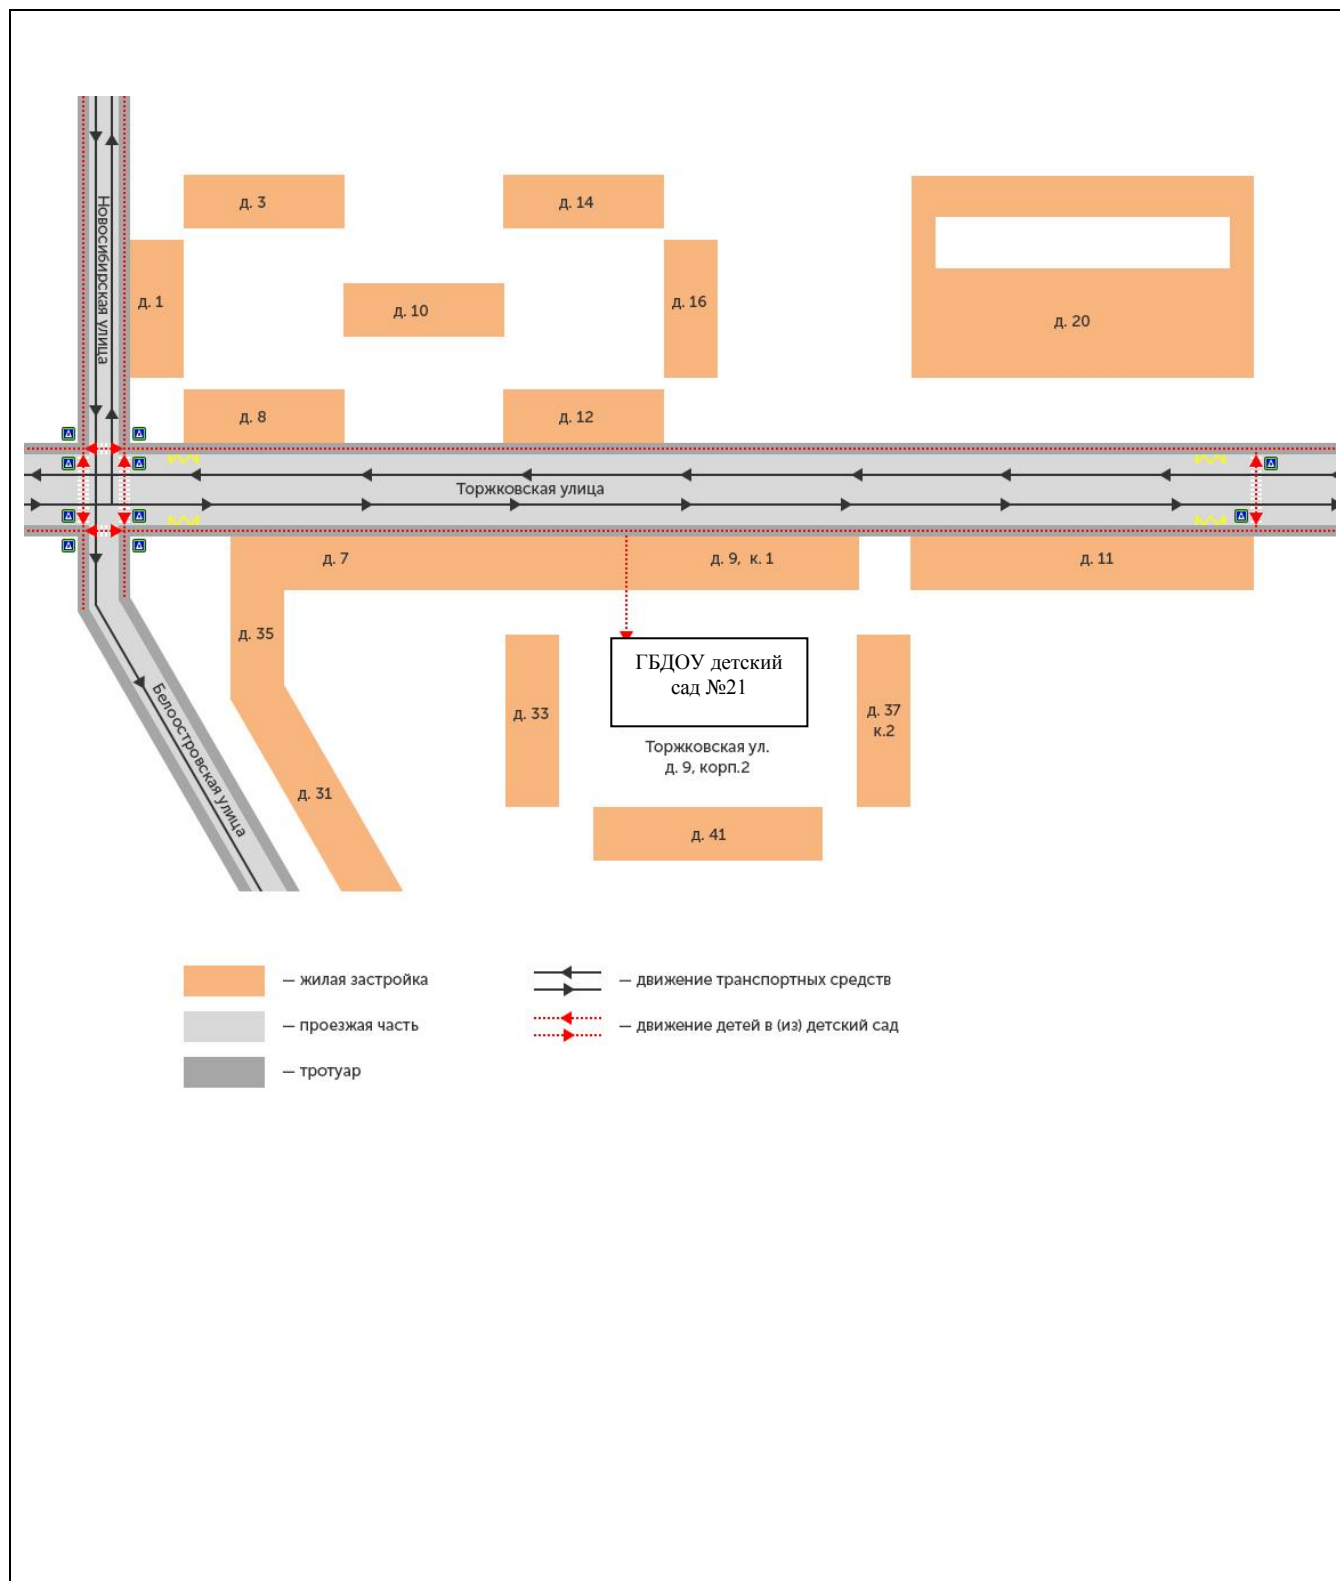 д. 3
д. 14
Новосибирская улица
д. 1
д. 10
д. 16
д. 20
д. 8
д. 12
Торжковская улица
д. 7
д. 9, к. 1
д. 11
д. 35
ГБДОУ детский
сад №21
д. 33
д. 37
к.2
Торжковская ул.
д. 9, корп.2
Белоостровская улица
д. 31
д. 41
— жилая застройка
— движение транспортных средств
— проезжая часть
— движение детей в (из) детский сад
— тротуар